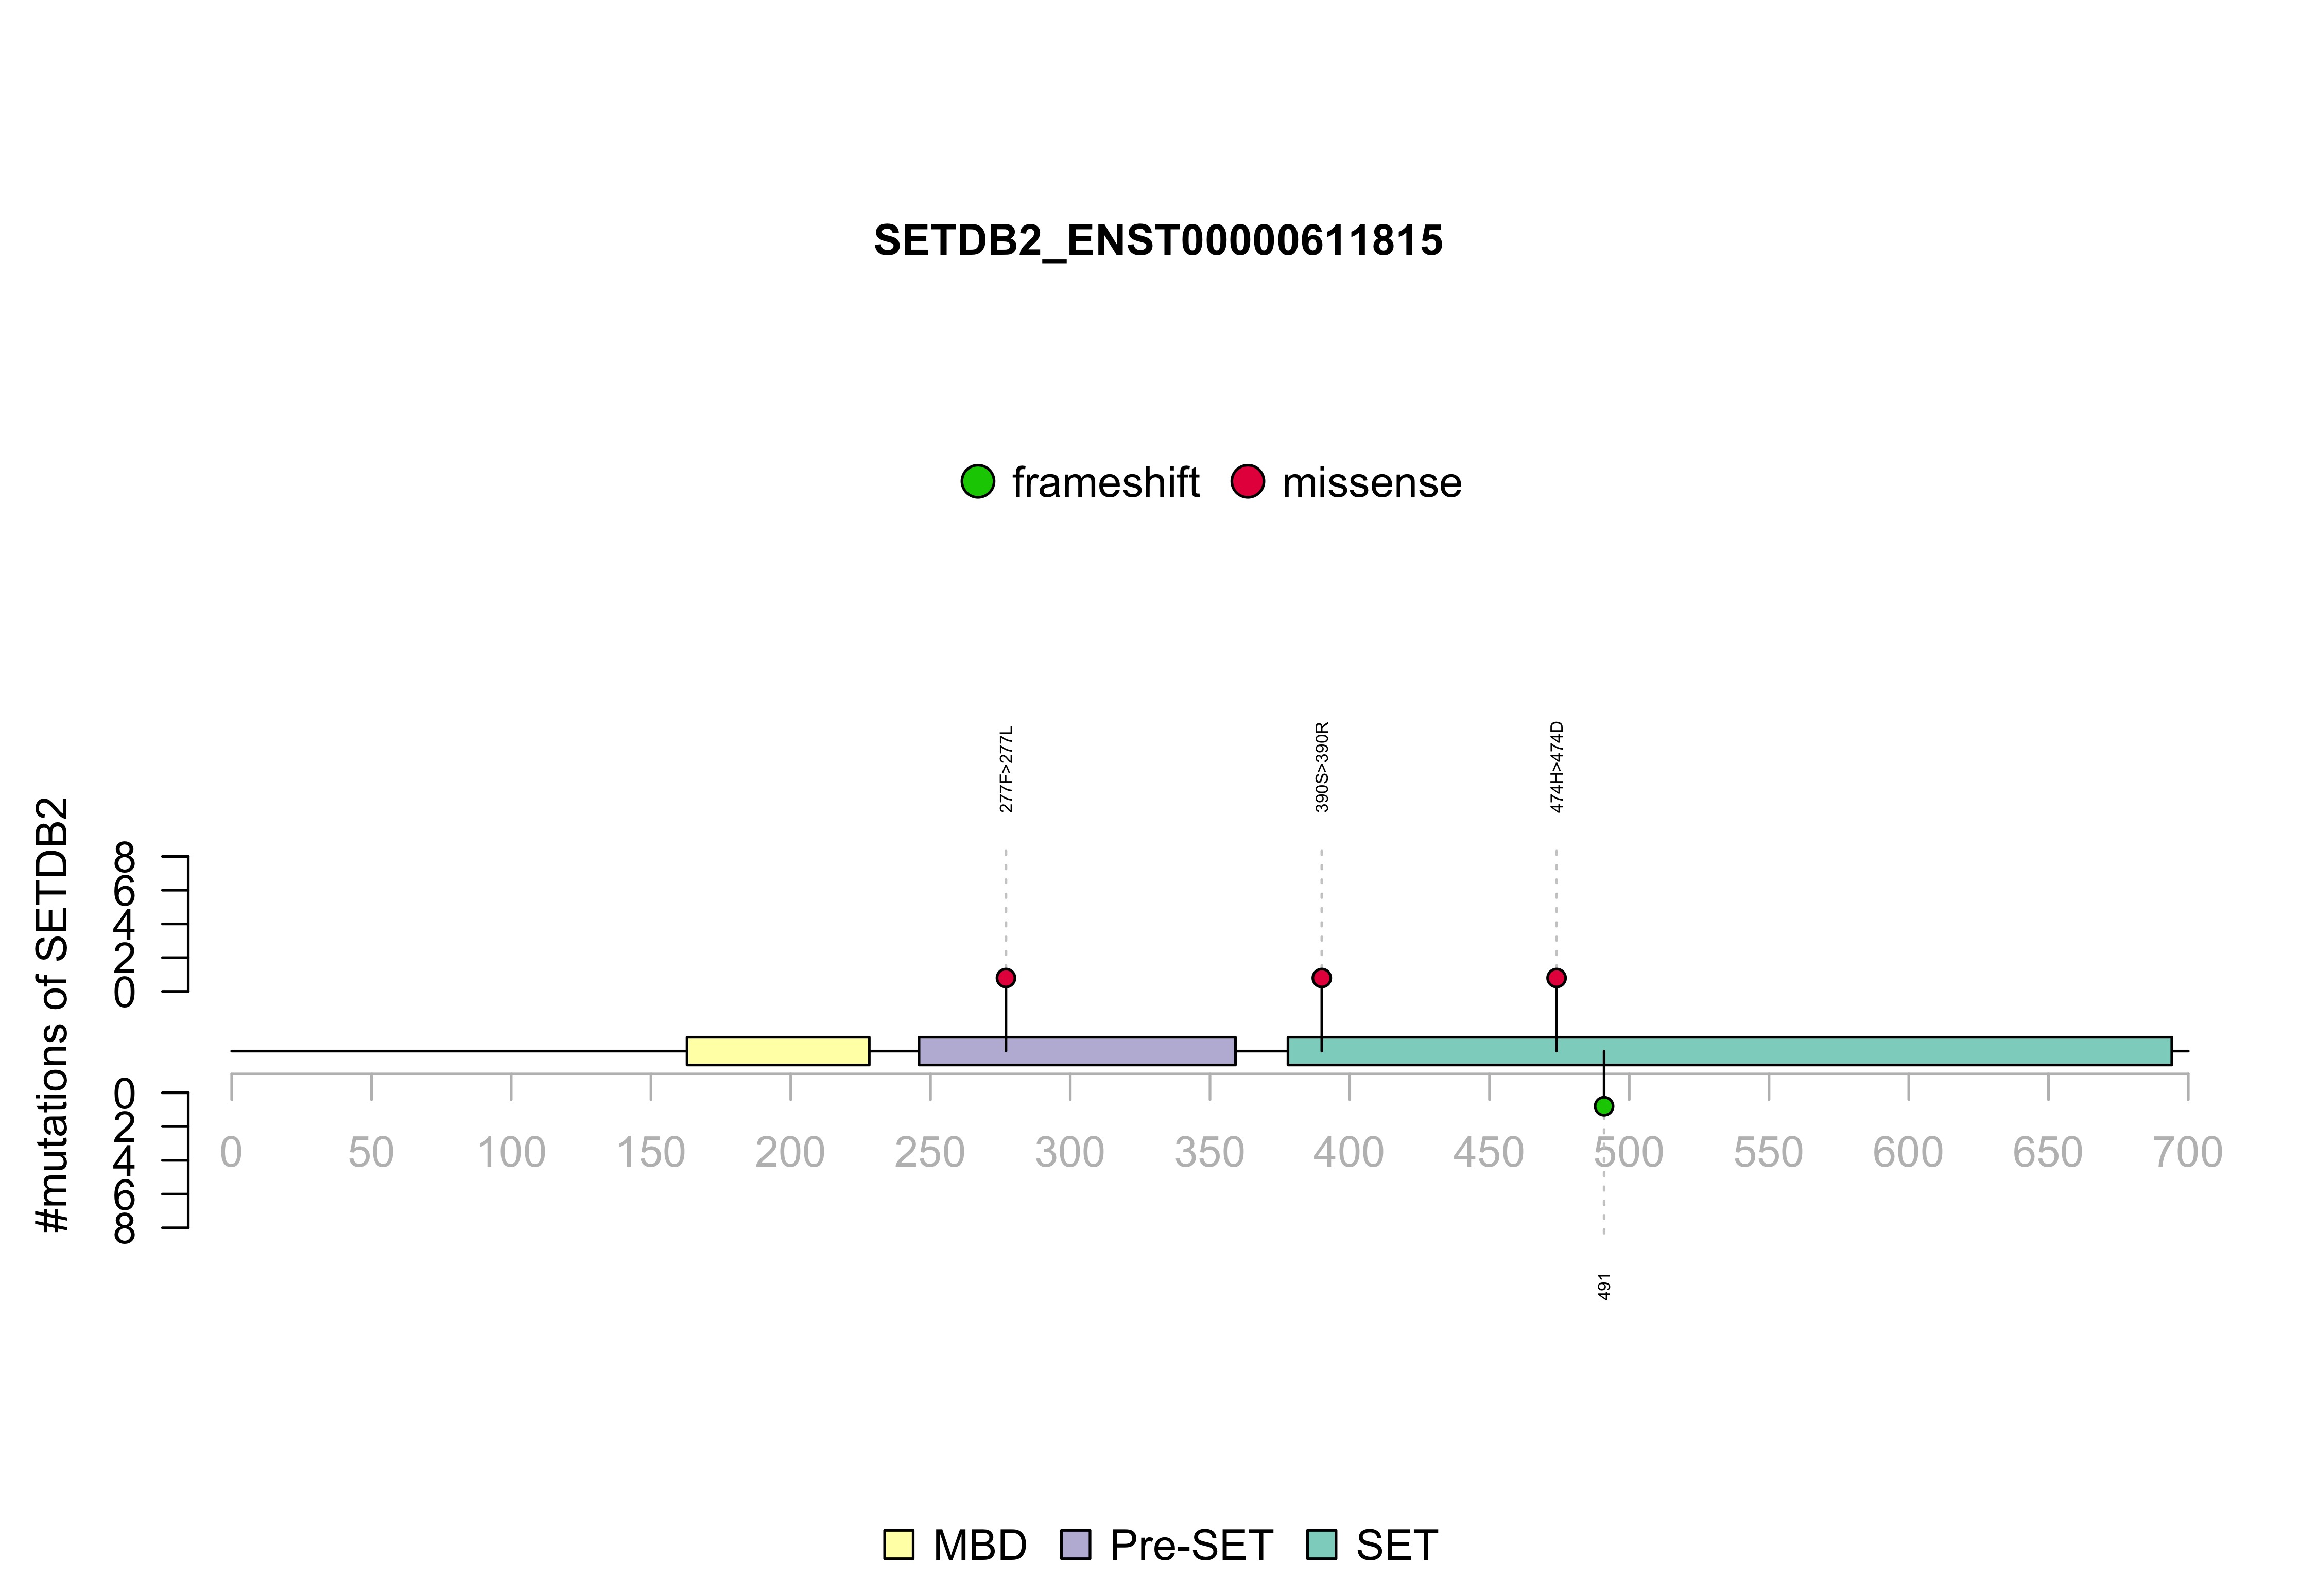 SETDB2_ENST00000611815
frameshift missense
277F>277L 390S>390R 474H>474D
#mutations of SETDB2
8
6
4
2
0
0
2
4
6
8
0 50 100 150 200 250 300 350 400 450 500 550 600 650 700
491
MBD Pre-SET SET